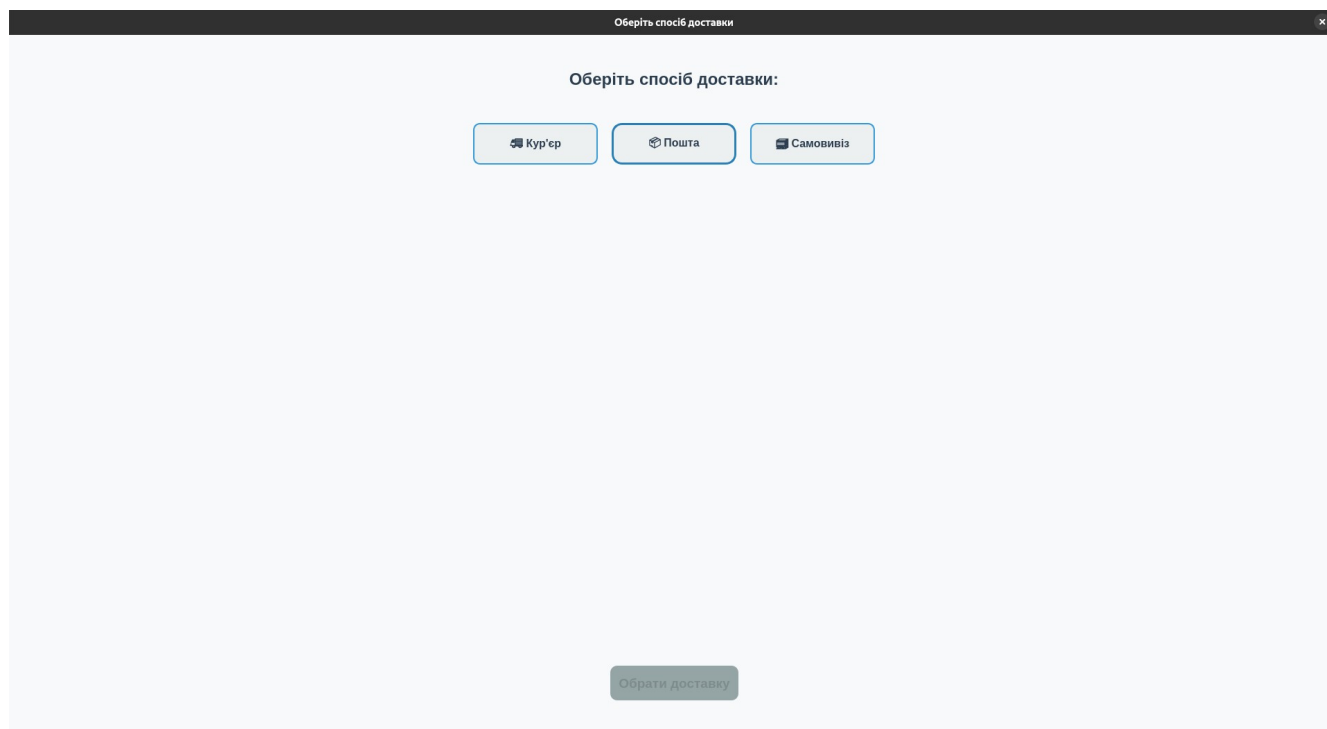 Оберіть спосіб доставки
Оберіть спосіб доставки:
🚚 Кур'єр
📦 Пошта
🏪 Самовивіз
Обрати доставку